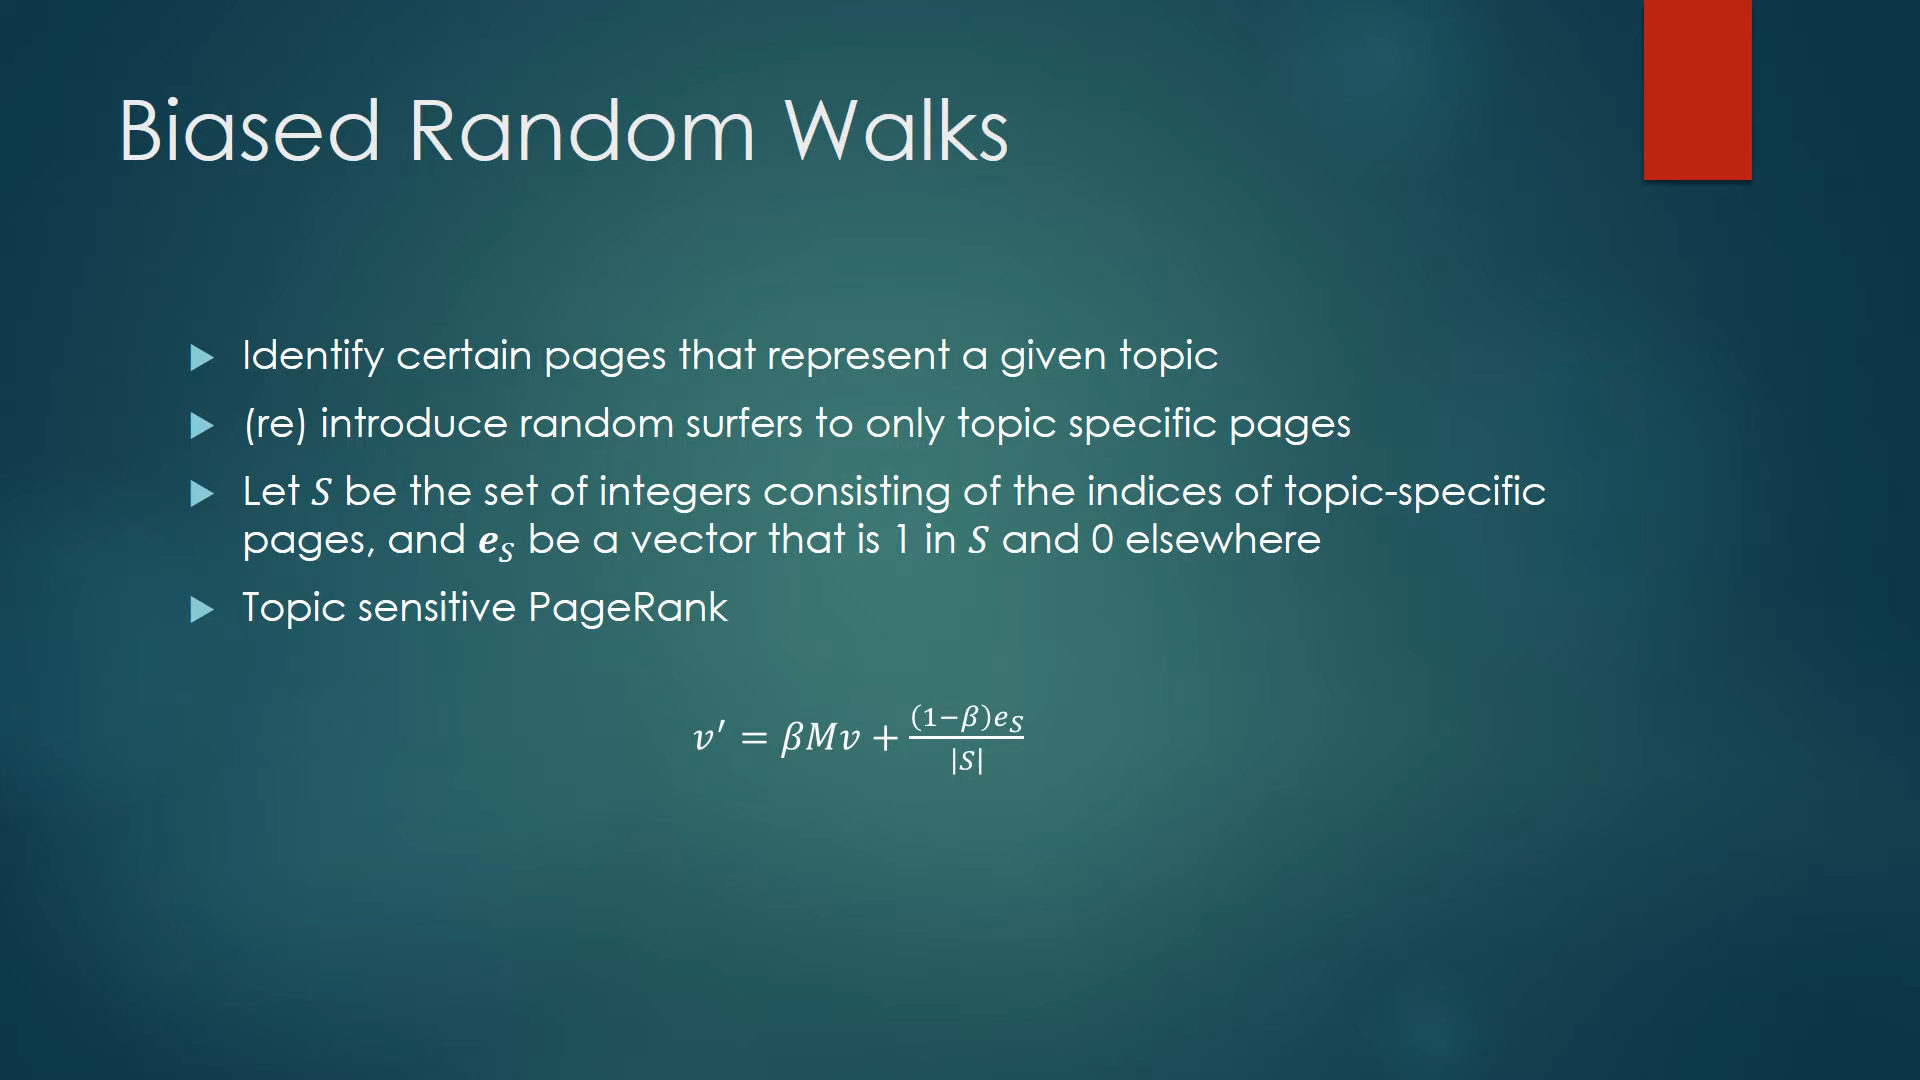 Biased Random Walks
Identify certain pages that represent a given topic
(re) introduce random surfers to only topic specific pages
Let 𝑆 be the set of integers consisting of the indices of topic-specific
pages, and 𝒆_𝑆 be a vector that is 1 in 𝑆 and 0 elsewhere
Topic sensitive PageRank
𝑣′ = 𝛽𝑀𝑣 + (1−𝛽)𝑒_𝑆 / |𝑆|